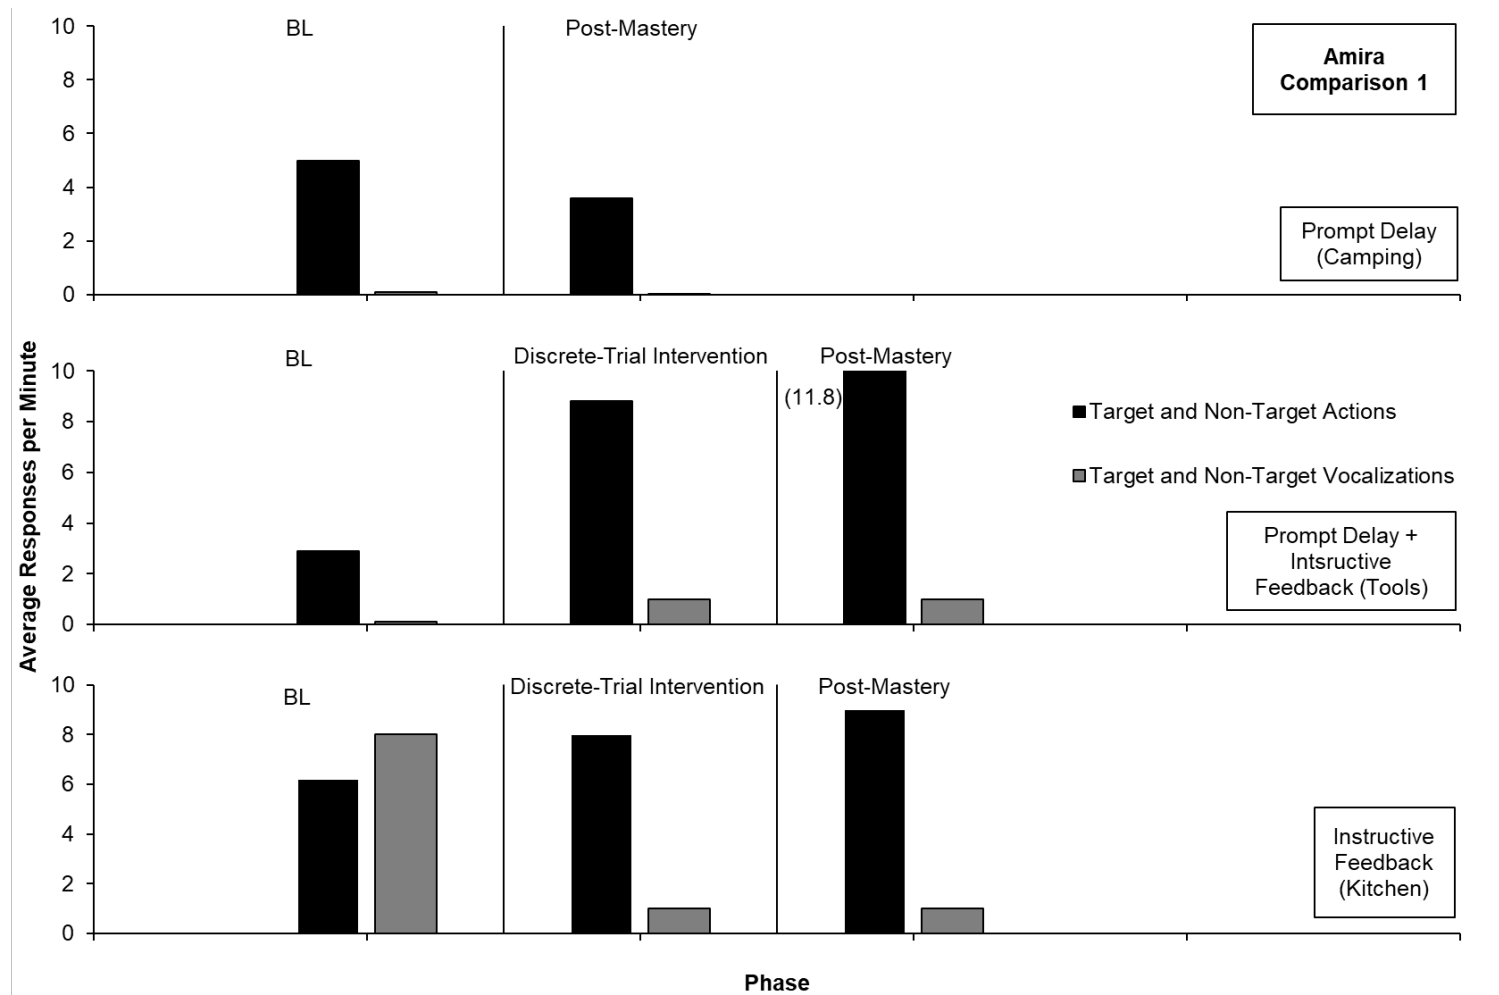 10
BL
Post-Mastery
Amira
Comparison 1
8
6
4
Prompt Delay
(Camping)
2
0
Average Responses per Minute
BL
Discrete-Trial Intervention
Post-Mastery
10
(11.8)
Target and Non-Target Actions
8
6
Target and Non-Target Vocalizations
4
Prompt Delay +
Intsructive
Feedback (Tools)
2
0
10
BL
Discrete-Trial Intervention
Post-Mastery
8
6
4
Instructive
Feedback
(Kitchen)
2
0
Phase